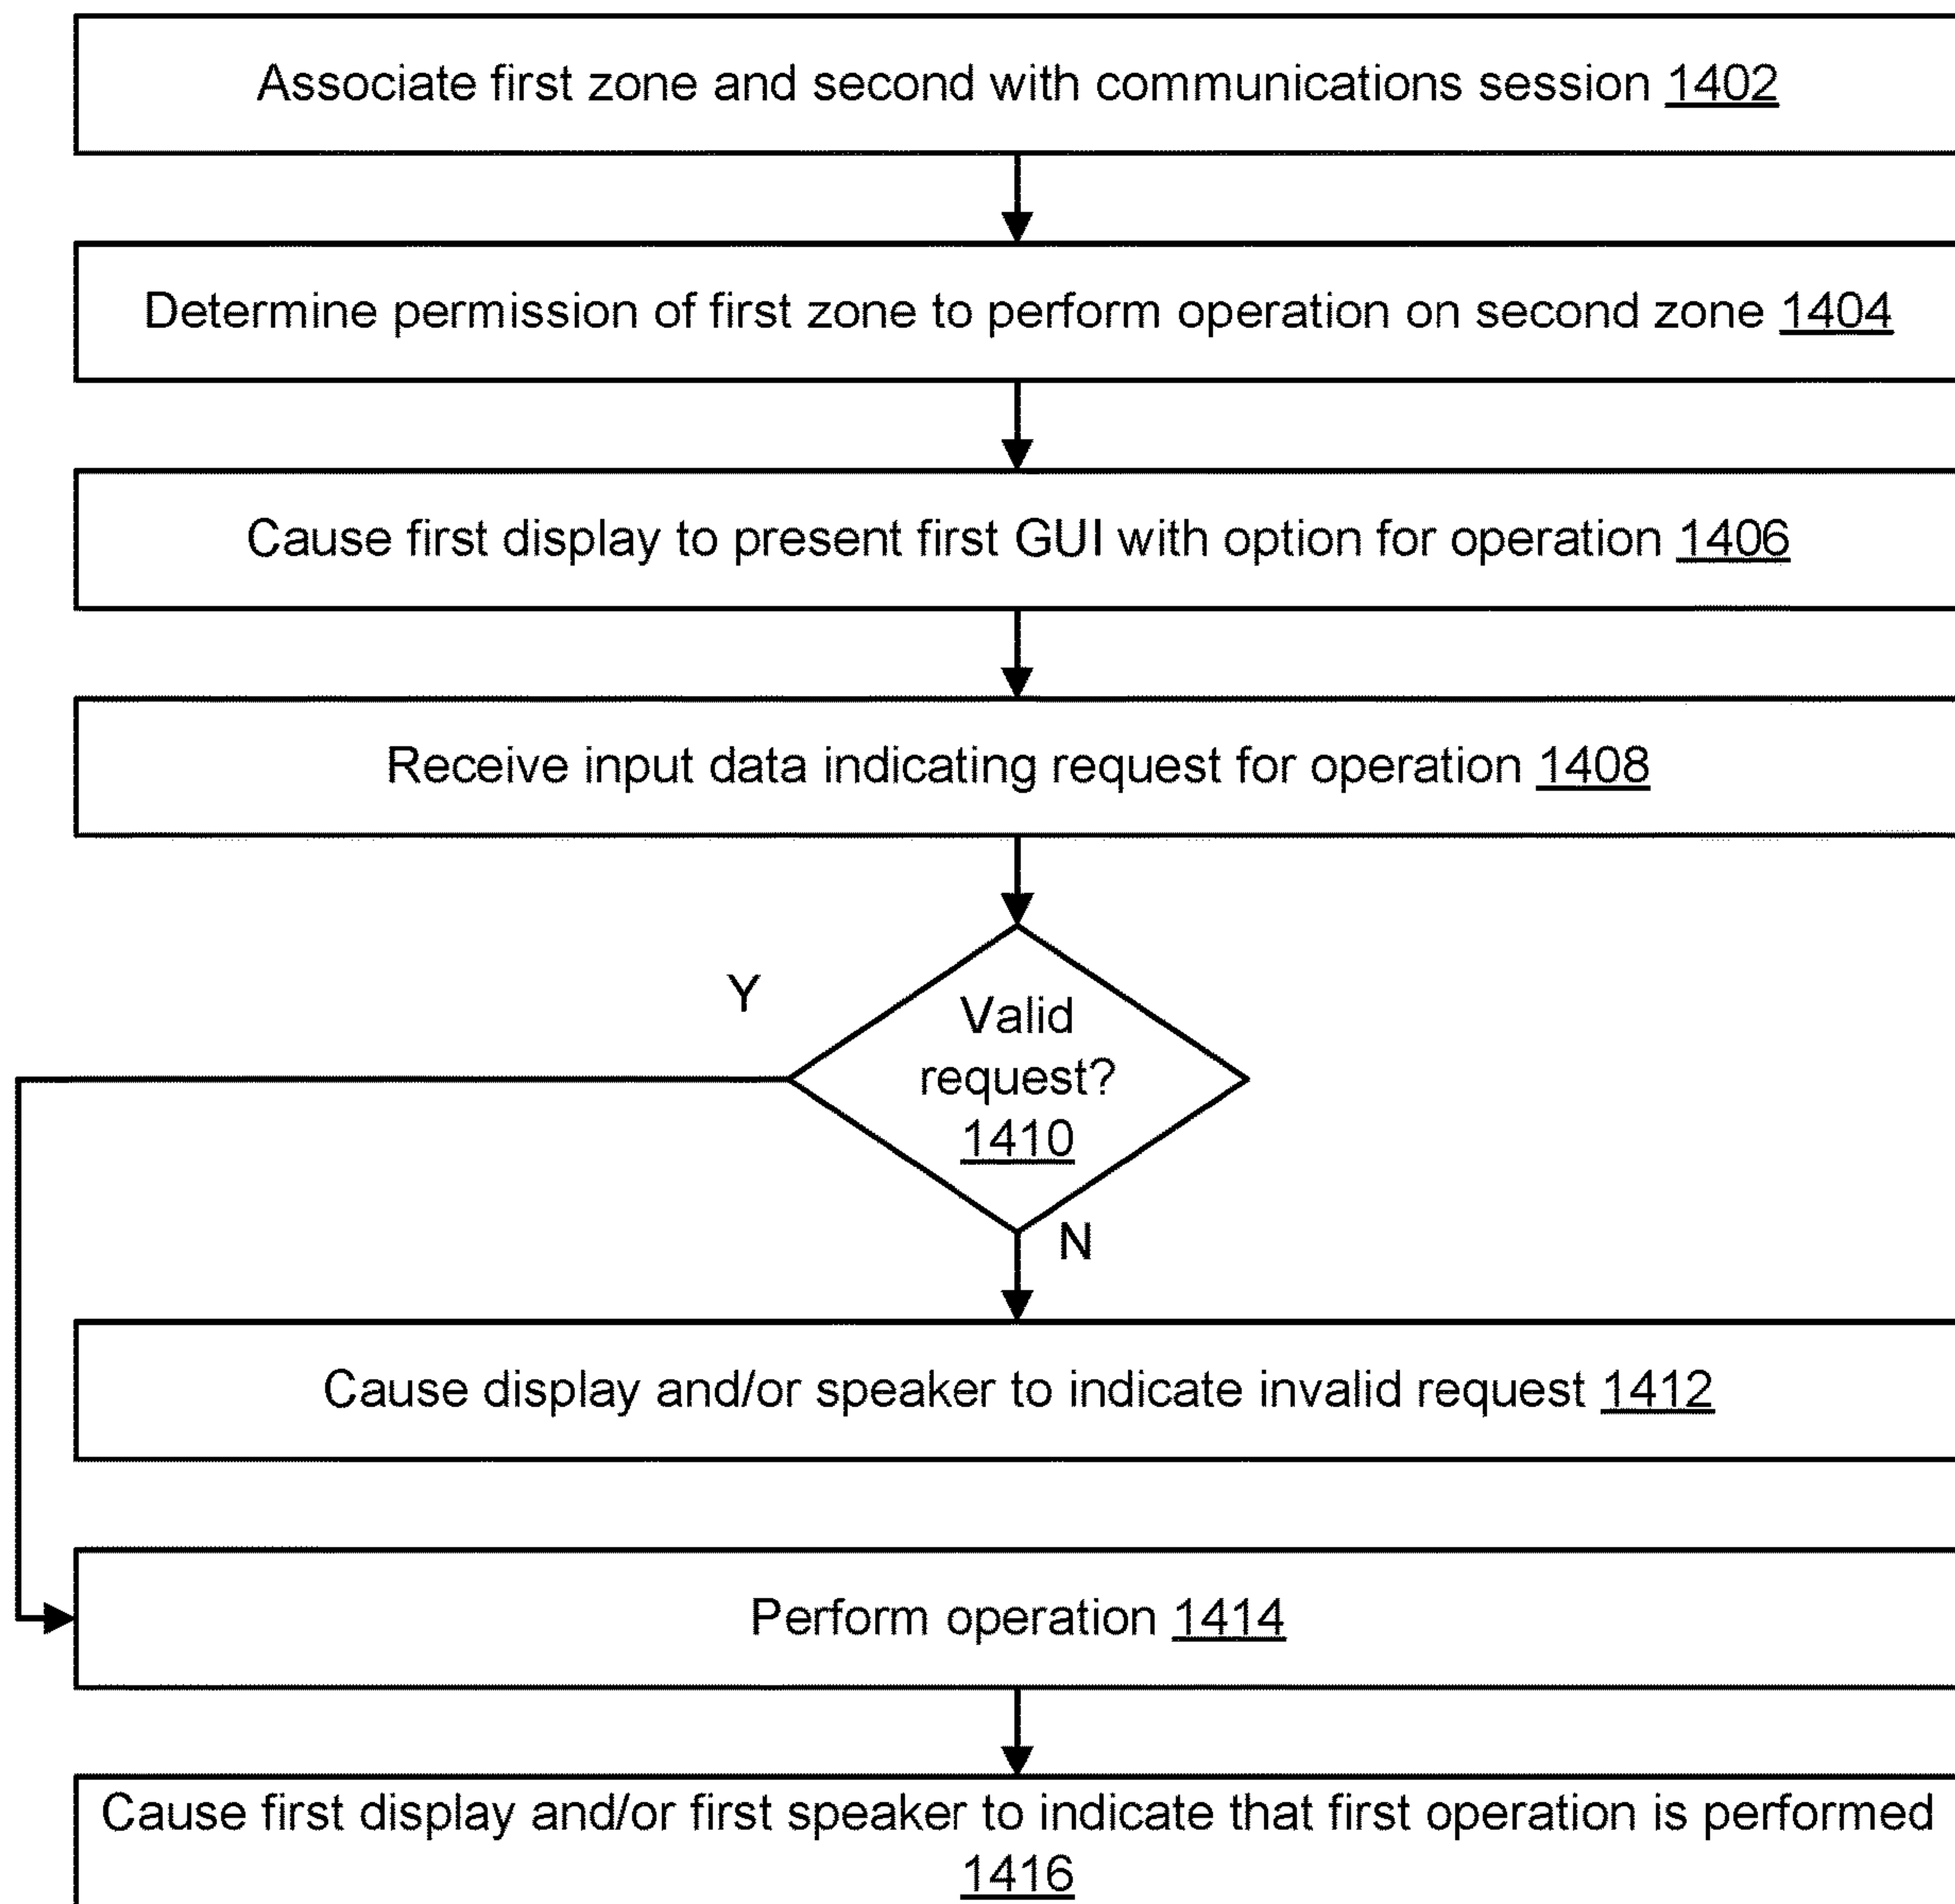 Associate first zone and second with communications session 1402
Determine permission of first zone to perform operation on second zone 1404
Cause first display to present first GUI with option for operation 1406
Receive input data indicating request for operation 1408
Y
Valid
request?
1410
N
Cause display and/or speaker to indicate invalid request 1412
Perform operation 1414
Cause first display and/or first speaker to indicate that first operation is performed
1416